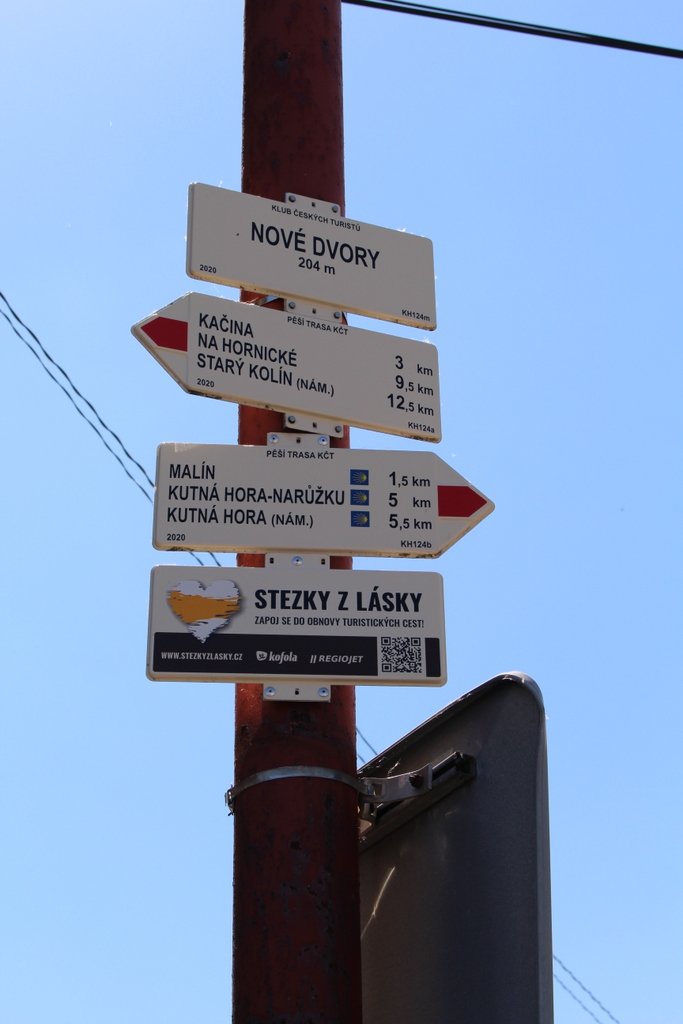 KLUB ČESKÝCH TURISTŮ
NOVÉ DVORY
204 m
2020 KH124m
PĚŠÍ TRASA KČT
KAČINA 3 km
NA HORNICKÉ 9,5 km
STARÝ KOLÍN (NÁM.) 12,5 km
2020 KH124a
PĚŠÍ TRASA KČT
MALÍN 1,5 km
KUTNÁ HORA-NARŮŽKU 5 km
KUTNÁ HORA (NÁM.) 5,5 km
2020 KH124b
STEZKY Z LÁSKY
ZAPOJ SE DO OBNOVY TURISTICKÝCH CEST!
WWW.STEZKYZLASKY.CZ kofola REGIOJET